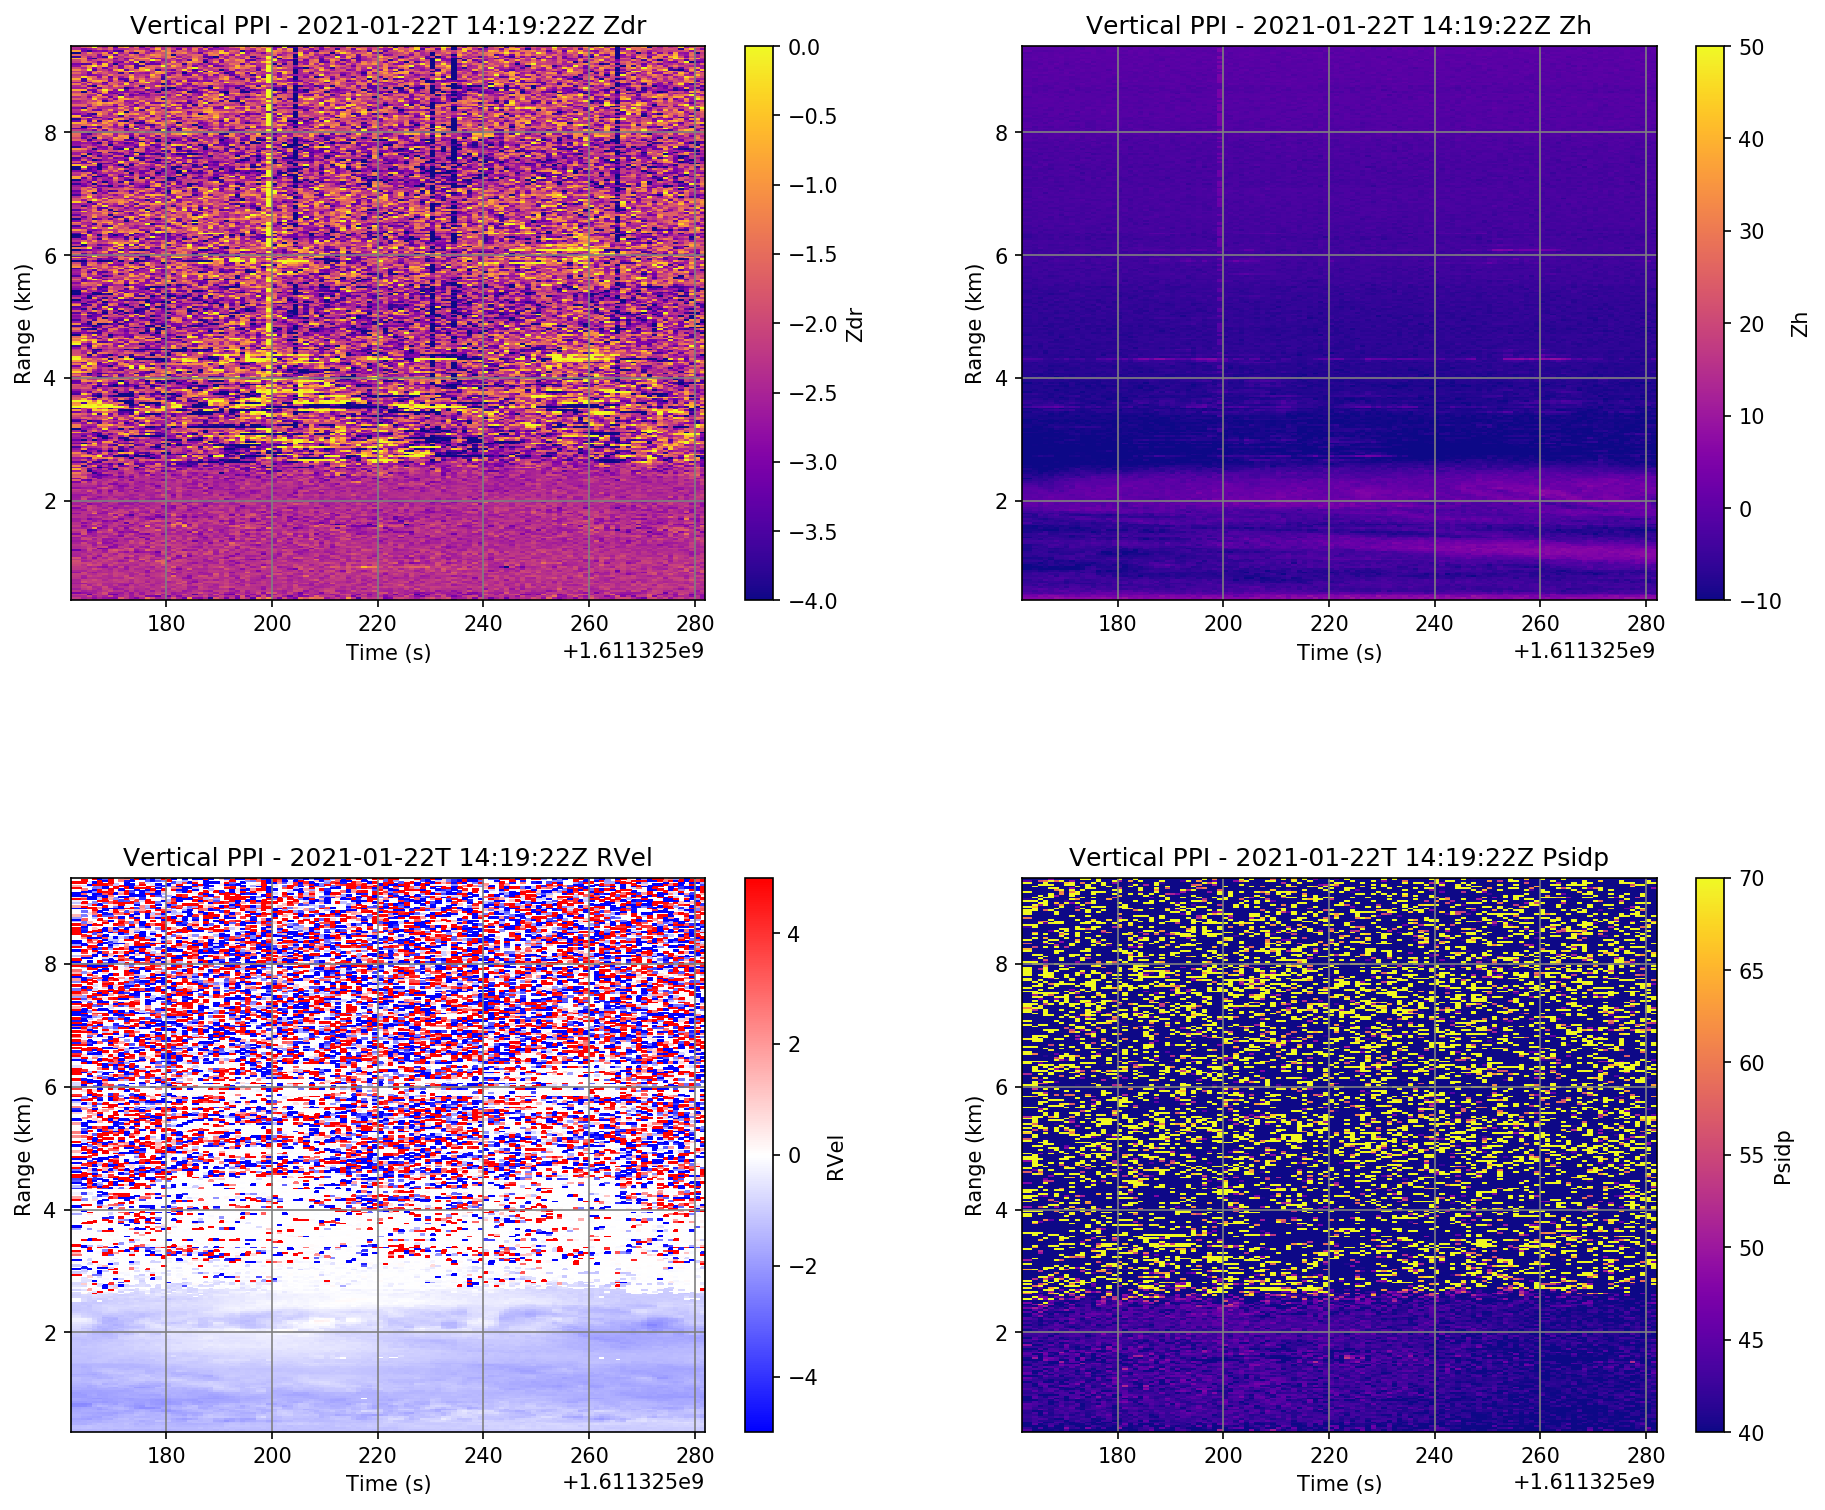 Vertical PPI - 2021-01-22T 14:19:22Z Zdr
Range (km)
8
6
4
2
180 200 220 240 260 280
Time (s)
+1.611325e9
0.0
−0.5
−1.0
−1.5
−2.0
−2.5
−3.0
−3.5
−4.0
Zdr
Vertical PPI - 2021-01-22T 14:19:22Z Zh
Range (km)
8
6
4
2
180 200 220 240 260 280
Time (s)
+1.611325e9
50
40
30
20
10
0
−10
Zh
Vertical PPI - 2021-01-22T 14:19:22Z RVel
Range (km)
8
6
4
2
180 200 220 240 260 280
Time (s)
+1.611325e9
4
2
0
−2
−4
RVel
Vertical PPI - 2021-01-22T 14:19:22Z Psidp
Range (km)
8
6
4
2
180 200 220 240 260 280
Time (s)
+1.611325e9
70
65
60
55
50
45
40
Psidp